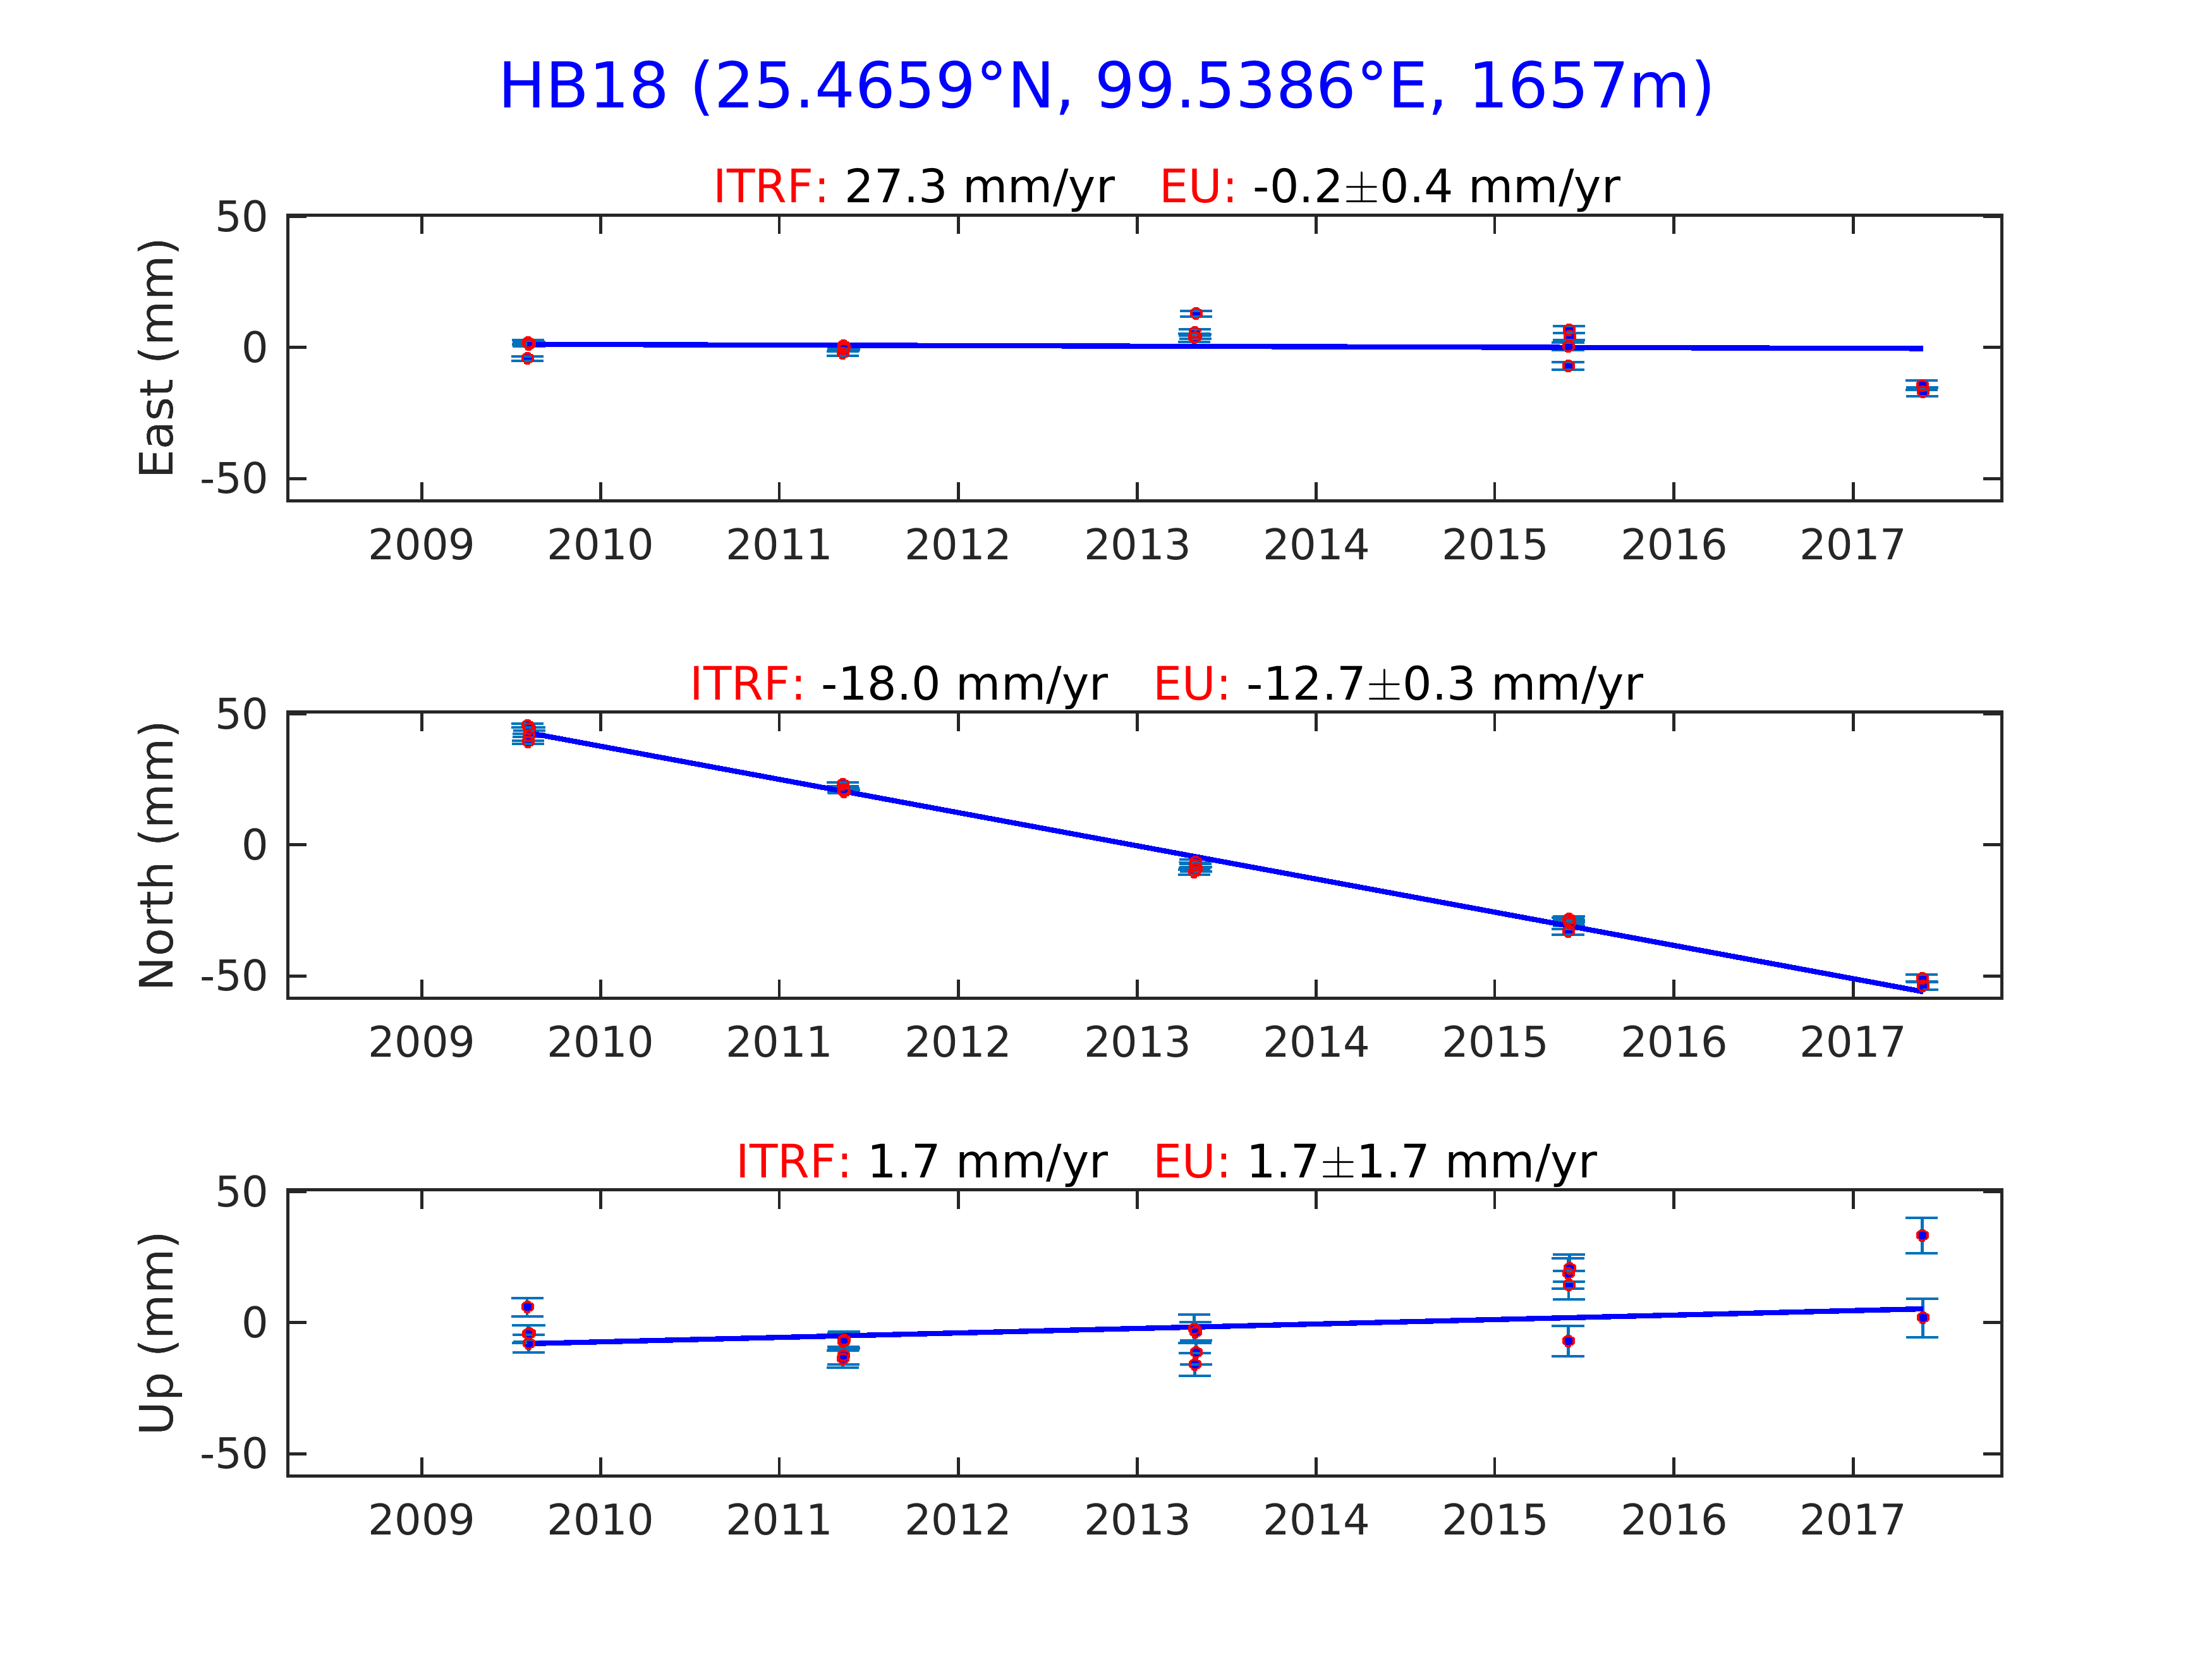 HB18 (25.4659°N, 99.5386°E, 1657m)
ITRF: 27.3 mm/yr EU: -0.2±0.4 mm/yr
50
0
-50
East (mm)
2009 2010 2011 2012 2013 2014 2015 2016 2017
ITRF: -18.0 mm/yr EU: -12.7±0.3 mm/yr
50
0
-50
North (mm)
2009 2010 2011 2012 2013 2014 2015 2016 2017
ITRF: 1.7 mm/yr EU: 1.7±1.7 mm/yr
50
0
-50
Up (mm)
2009 2010 2011 2012 2013 2014 2015 2016 2017